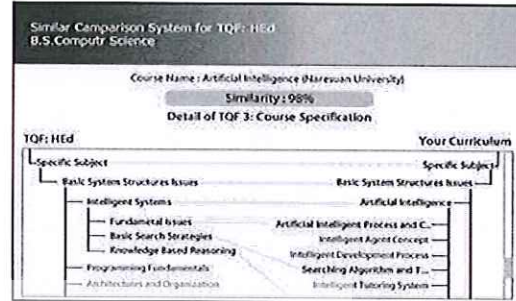 Similar Camparison System for TQF: HEd
B.S.Computr Science
Course Name : Artificial Intelligence (Naresuan University)
Similarity : 98%
Detail of TQF 3: Course Specification
TQF: HEd Your Curriculum
Specific Subject Specific Subject
Basic System Structures Issues Basic System Structures Issues
Intelligent Systems Artificial Intelligence
Fundametal Issues Artificial Intelligent Process and C..
Basic Search Strategies Intelligent Agent Concept
Knowledge Based Reasoning Intelligent Development Process
Programming Fundamentals Searching Algorithm and T...
Architectures and Organization Intelligent Tutoring System